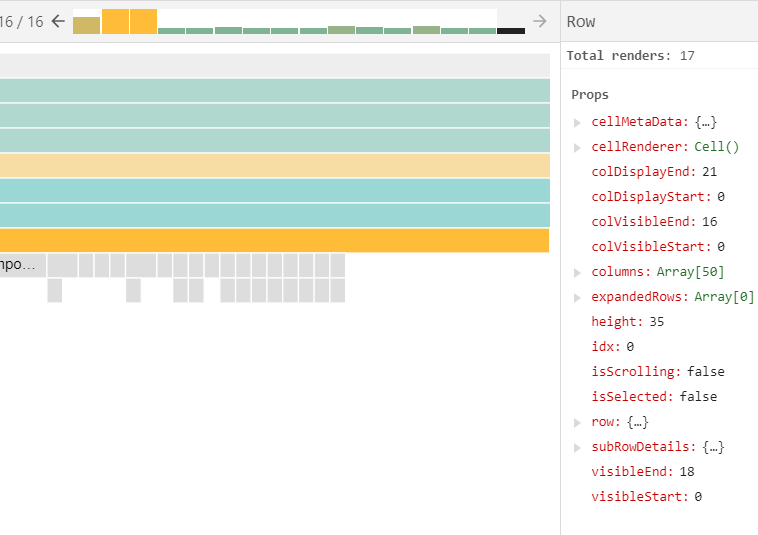 16 / 16
Row
Total renders: 17
Props
cellMetaData: {…}
cellRenderer: Cell()
colDisplayEnd: 21
colDisplayStart: 0
colVisibleEnd: 16
colVisibleStart: 0
columns: Array[50]
expandedRows: Array[0]
height: 35
idx: 0
isScrolling: false
isSelected: false
row: {…}
subRowDetails: {…}
visibleEnd: 18
visibleStart: 0
mpo…